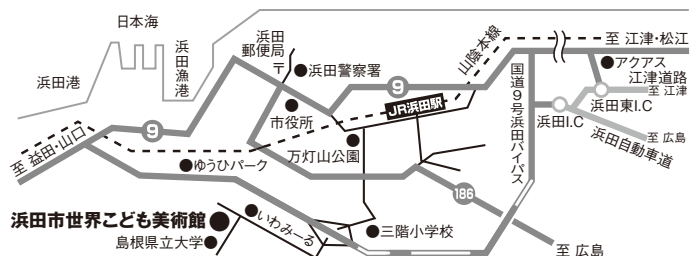 日本海
浜田港
浜田漁港
浜田
郵便局
〒
浜田警察署
9
山陰本線
至 江津・松江
アクアス
江津道路
至 江津
浜田東I.C
浜田I.C
至 広島
浜田自動車道
国道9号浜田バイパス
JR浜田駅
市役所
万灯山公園
9
至 益田・山口
ゆうひパーク
186
浜田市世界こども美術館
いわみーる
島根県立大学
三階小学校
至 広島